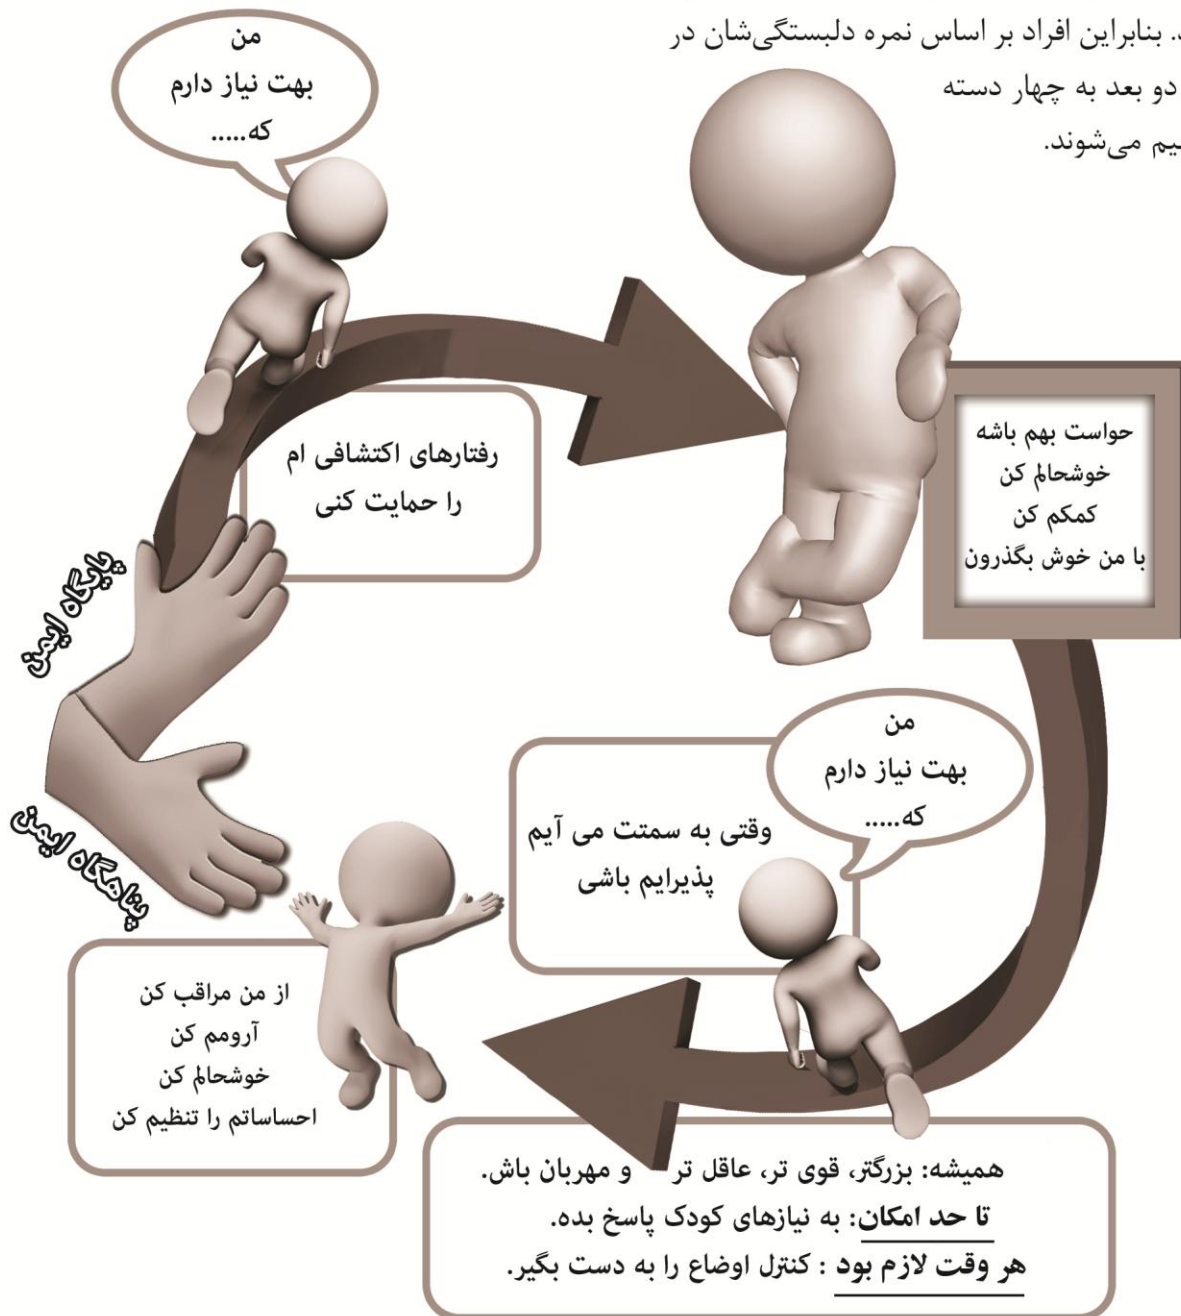 بنابراین افراد بر اساس نمره دلبستگی‌شان در
دو بعد به چهار دسته
می‌شوند.
من
بهت نیاز دارم
که.....
رفتارهای اکتشافی ام
را حمایت کنی
حواست بهم باشه
خوشحالم کن
کمکم کن
با من خوش بگذرون
پایگاه ایمن
پناهگاه ایمن
من
بهت نیاز دارم
که.....
وقتی به سمتت می آیم
پذیرایم باشی
از من مراقب کن
آرومم کن
خوشحالم کن
احساساتم را تنظیم کن
همیشه: بزرگتر، قوی تر، عاقل تر و مهربان باش.
تا حد امکان: به نیازهای کودک پاسخ بده.
هر وقت لازم بود : کنترل اوضاع را به دست بگیر.